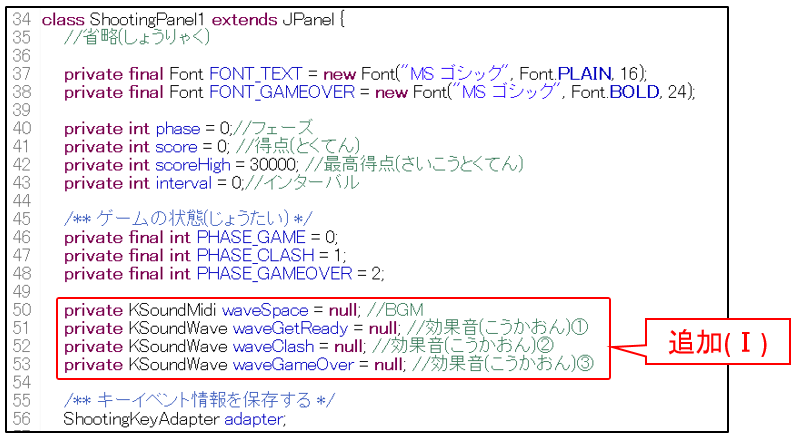 34 class ShootingPanel1 extends JPanel {
35 //省略(しょうりゃく)
36
37 private final Font FONT_TEXT = new Font("MS ゴシック", Font.PLAIN, 16);
38 private final Font FONT_GAMEOVER = new Font("MS ゴシック", Font.BOLD, 24);
39
40 private int phase = 0;//フェーズ
41 private int score = 0; //得点(とくてん)
42 private int scoreHigh = 30000; //最高得点(さいこうとくてん)
43 private int interval = 0;//インターバル
44
45 /** ゲームの状態(じょうたい) */
46 private final int PHASE_GAME = 0;
47 private final int PHASE_CLASH = 1;
48 private final int PHASE_GAMEOVER = 2;
49
50 private KSoundMidi waveSpace = null; //BGM
51 private KSoundWave waveGetReady = null; //効果音(こうかおん)①
52 private KSoundWave waveClash = null; //効果音(こうかおん)②
53 private KSoundWave waveGameOver = null; //効果音(こうかおん)③
追加(Ⅰ)
54
55 /** キーイベント情報を保存する */
56 ShootingKeyAdapter adapter;